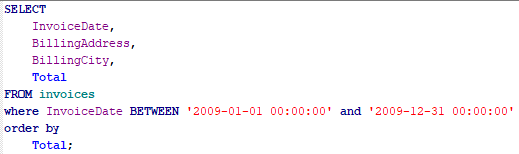 SELECT
InvoiceDate,
BillingAddress,
BillingCity,
Total
FROM invoices
where InvoiceDate BETWEEN '2009-01-01 00:00:00' and '2009-12-31 00:00:00'
order by
Total;